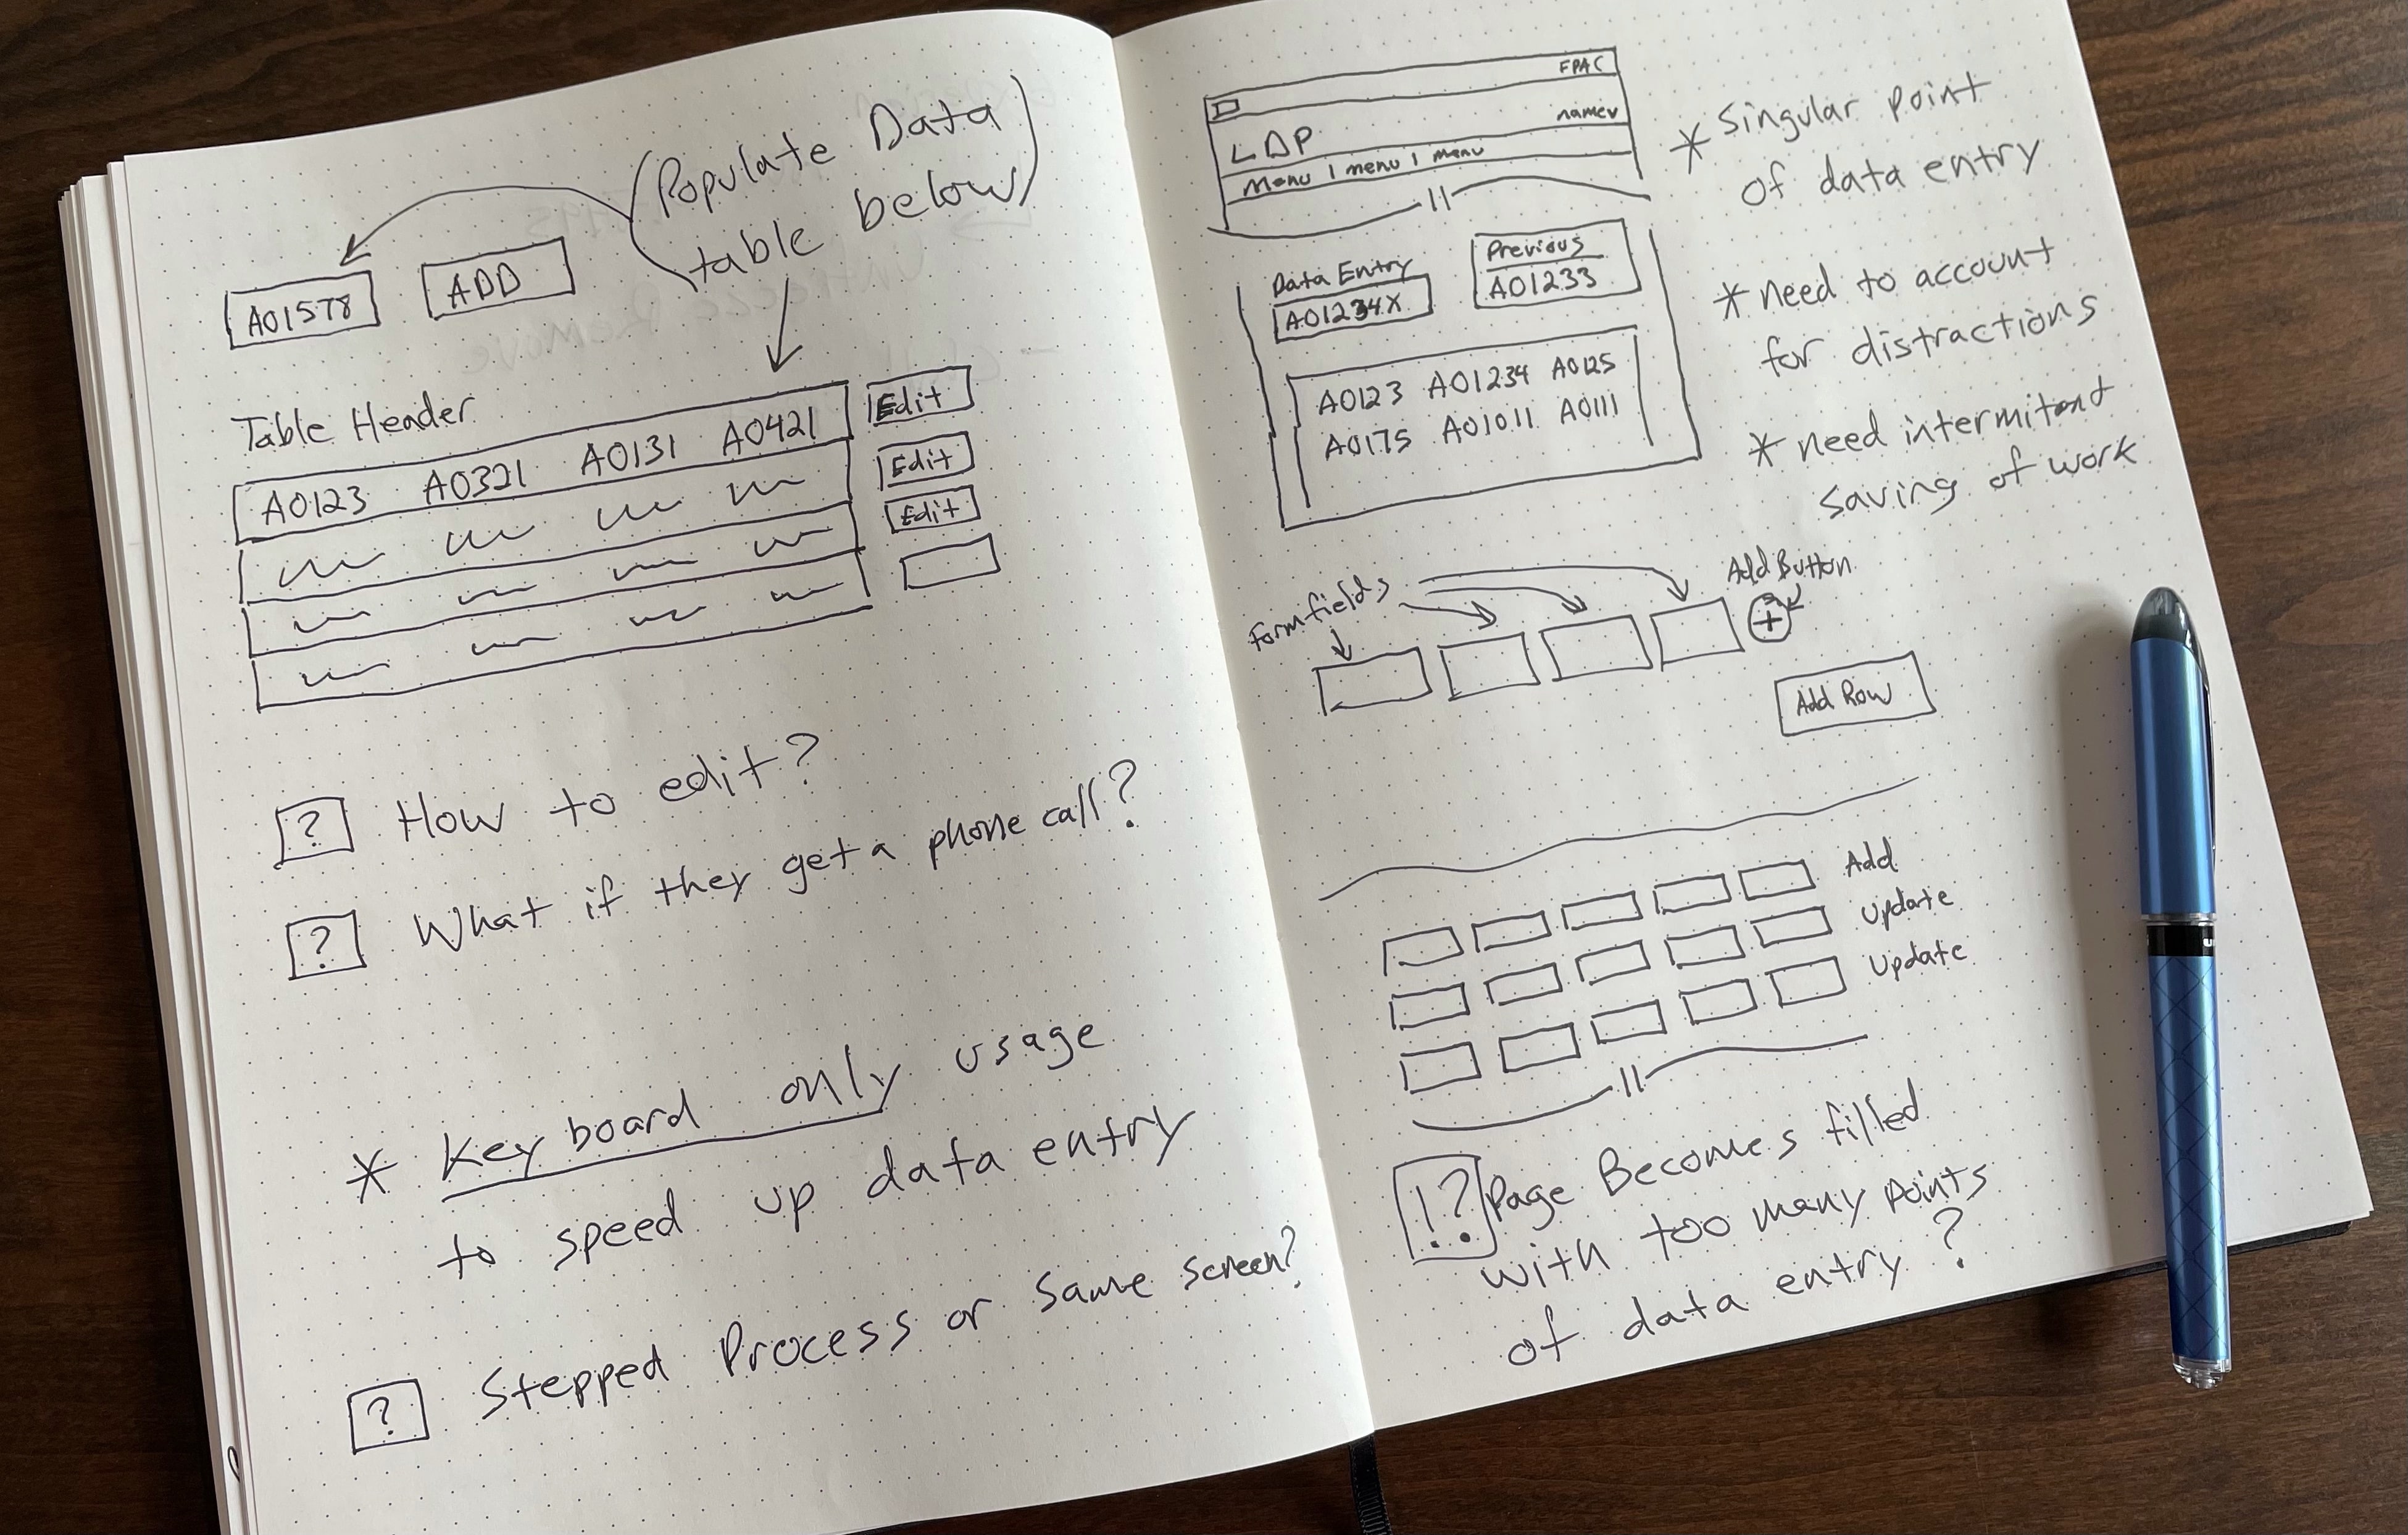 (Populate Data
table below)
A01578
ADD
Table Header
A0123 A0321 A0131 A0421
Edit
Edit
Edit
? How to edit?
? What if they get a phone call?
* Keyboard only usage
to speed up data entry
? Stepped Process or same screen?
FPAC
LDP
menu | menu | menu
Data Entry
A01234X
Previous
A01233
A0123 A01234 A0125
A0175 A01011 A0111
* Singular point
of data entry
* need to account
for distractions
* need intermitent
saving of work
Form fields
Add Button
+
Add Row
Add
Update
Update
!? Page Becomes filled
with too many points
of data entry?